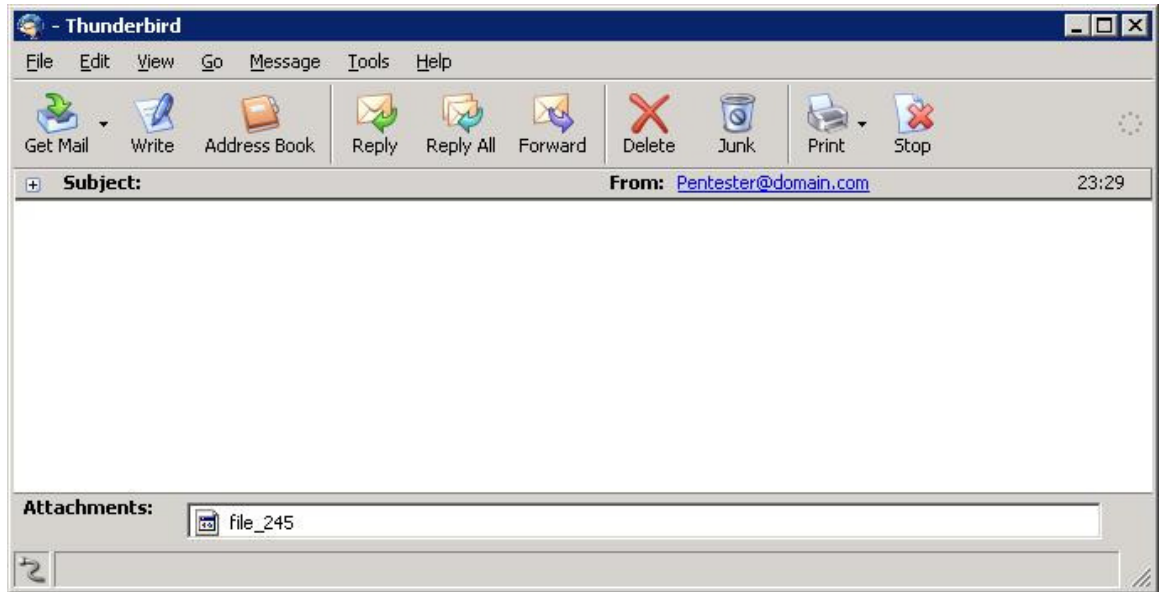 - Thunderbird
File Edit View Go Message Tools Help
Get Mail Write Address Book Reply Reply All Forward Delete Junk Print Stop
Subject: From: Pentester@domain.com 23:29
Attachments: file_245